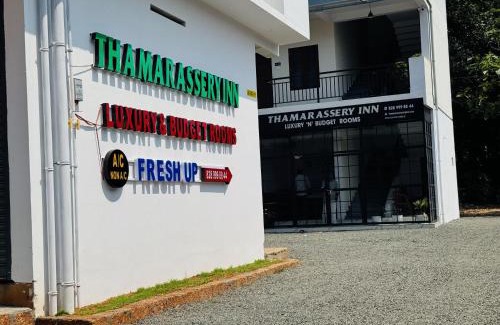 THAMARASSERY INN
LUXURY & BUDGET ROOMS
A/C
NON A/C
FRESH UP
THAMARASSERY INN
LUXURY 'N' BUDGET ROOMS